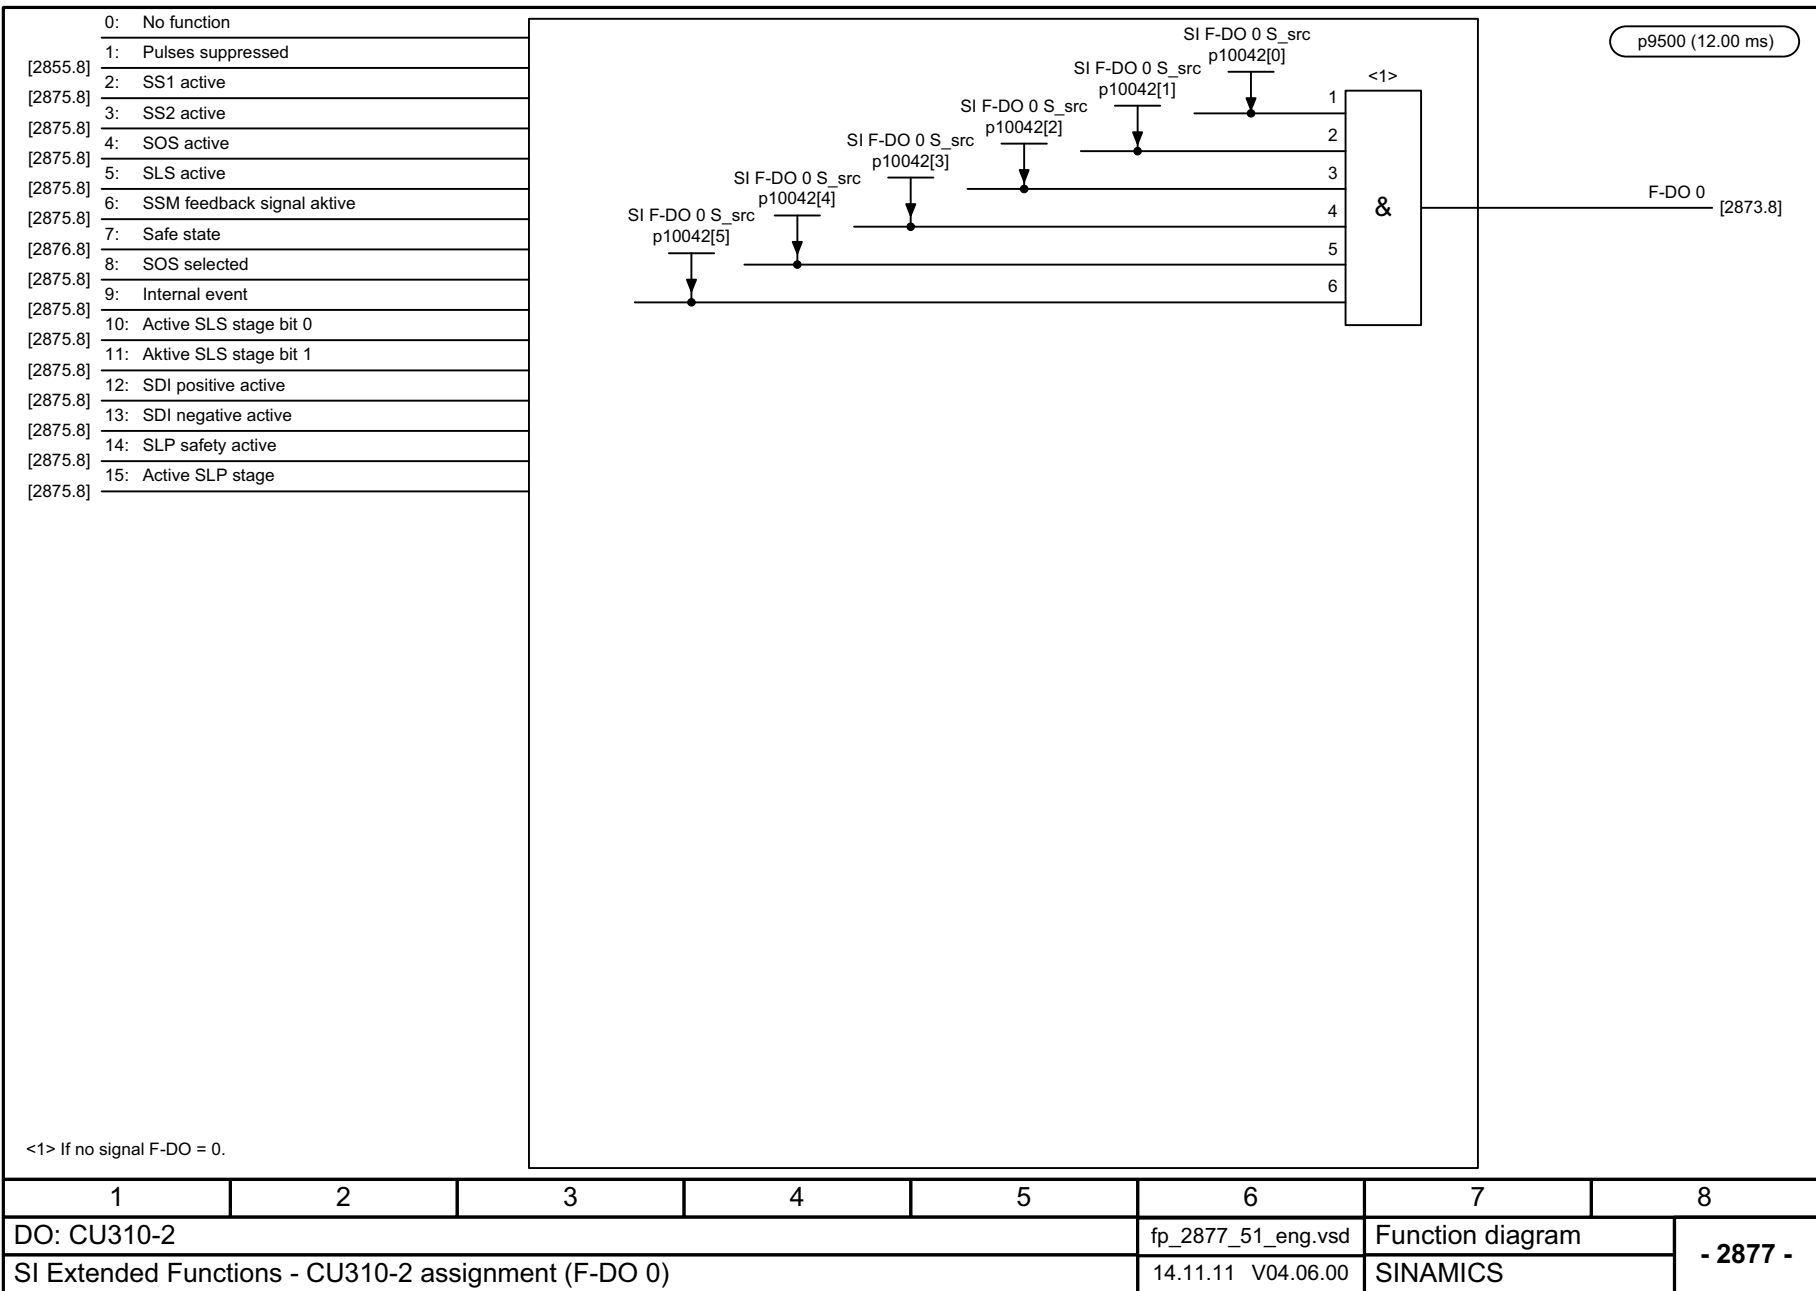 0: No function
1: Pulses suppressed
[2855.8]
2: SS1 active
[2875.8]
3: SS2 active
[2875.8]
4: SOS active
[2875.8]
5: SLS active
[2875.8]
6: SSM feedback signal aktive
[2875.8]
7: Safe state
[2876.8]
8: SOS selected
[2875.8]
9: Internal event
[2875.8]
10: Active SLS stage bit 0
[2875.8]
11: Aktive SLS stage bit 1
[2875.8]
12: SDI positive active
[2875.8]
13: SDI negative active
[2875.8]
14: SLP safety active
[2875.8]
15: Active SLP stage
[2875.8]
SI F-DO 0 S_src
p10042[0]
SI F-DO 0 S_src
p10042[1]
SI F-DO 0 S_src
p10042[2]
SI F-DO 0 S_src
p10042[3]
SI F-DO 0 S_src
p10042[4]
SI F-DO 0 S_src
p10042[5]
<1>
1
2
3
4
5
6
&
p9500 (12.00 ms)
F-DO 0 [2873.8]
<1> If no signal F-DO = 0.
1 2 3 4 5 6 7 8
DO: CU310-2 fp_2877_51_eng.vsd Function diagram
- 2877 -
SI Extended Functions - CU310-2 assignment (F-DO 0) 14.11.11 V04.06.00 SINAMICS